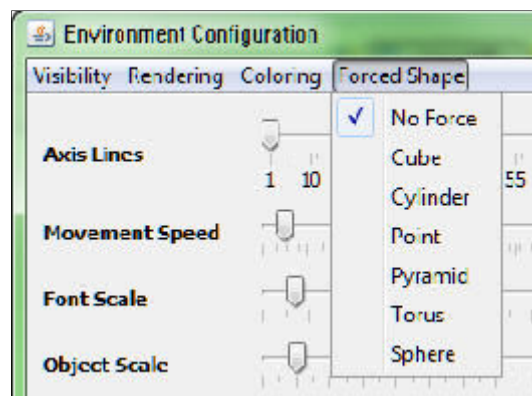 Environment Configuration
Visibility Rendering Coloring Forced Shape
No Force
Cube
Cylinder
Point
Pyramid
Torus
Sphere
Axis Lines
1 10 55
Movement Speed
Font Scale
Object Scale